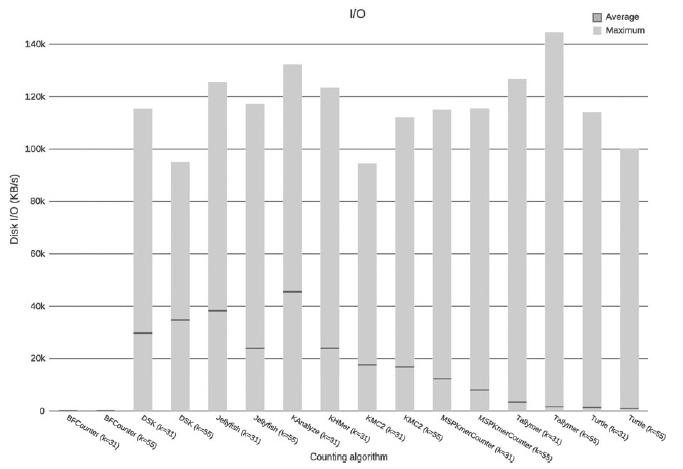 I/O
Average
Maximum
140k
120k
100k
80k
60k
40k
20k
0
Disk I/O (KB/s)
BFCounter (k=31)
BFCounter (k=55)
DSK (k=31)
DSK (k=55)
Jellyfish (k=31)
Jellyfish (k=55)
KAnalyze (k=31)
KHMer (k=31)
KMC2 (k=31)
KMC2 (k=55)
MSPKmerCounter (k=31)
MSPKmerCounter (k=55)
Tallymer (k=31)
Tallymer (k=55)
Turtle (k=31)
Turtle (k=55)
Counting algorithm